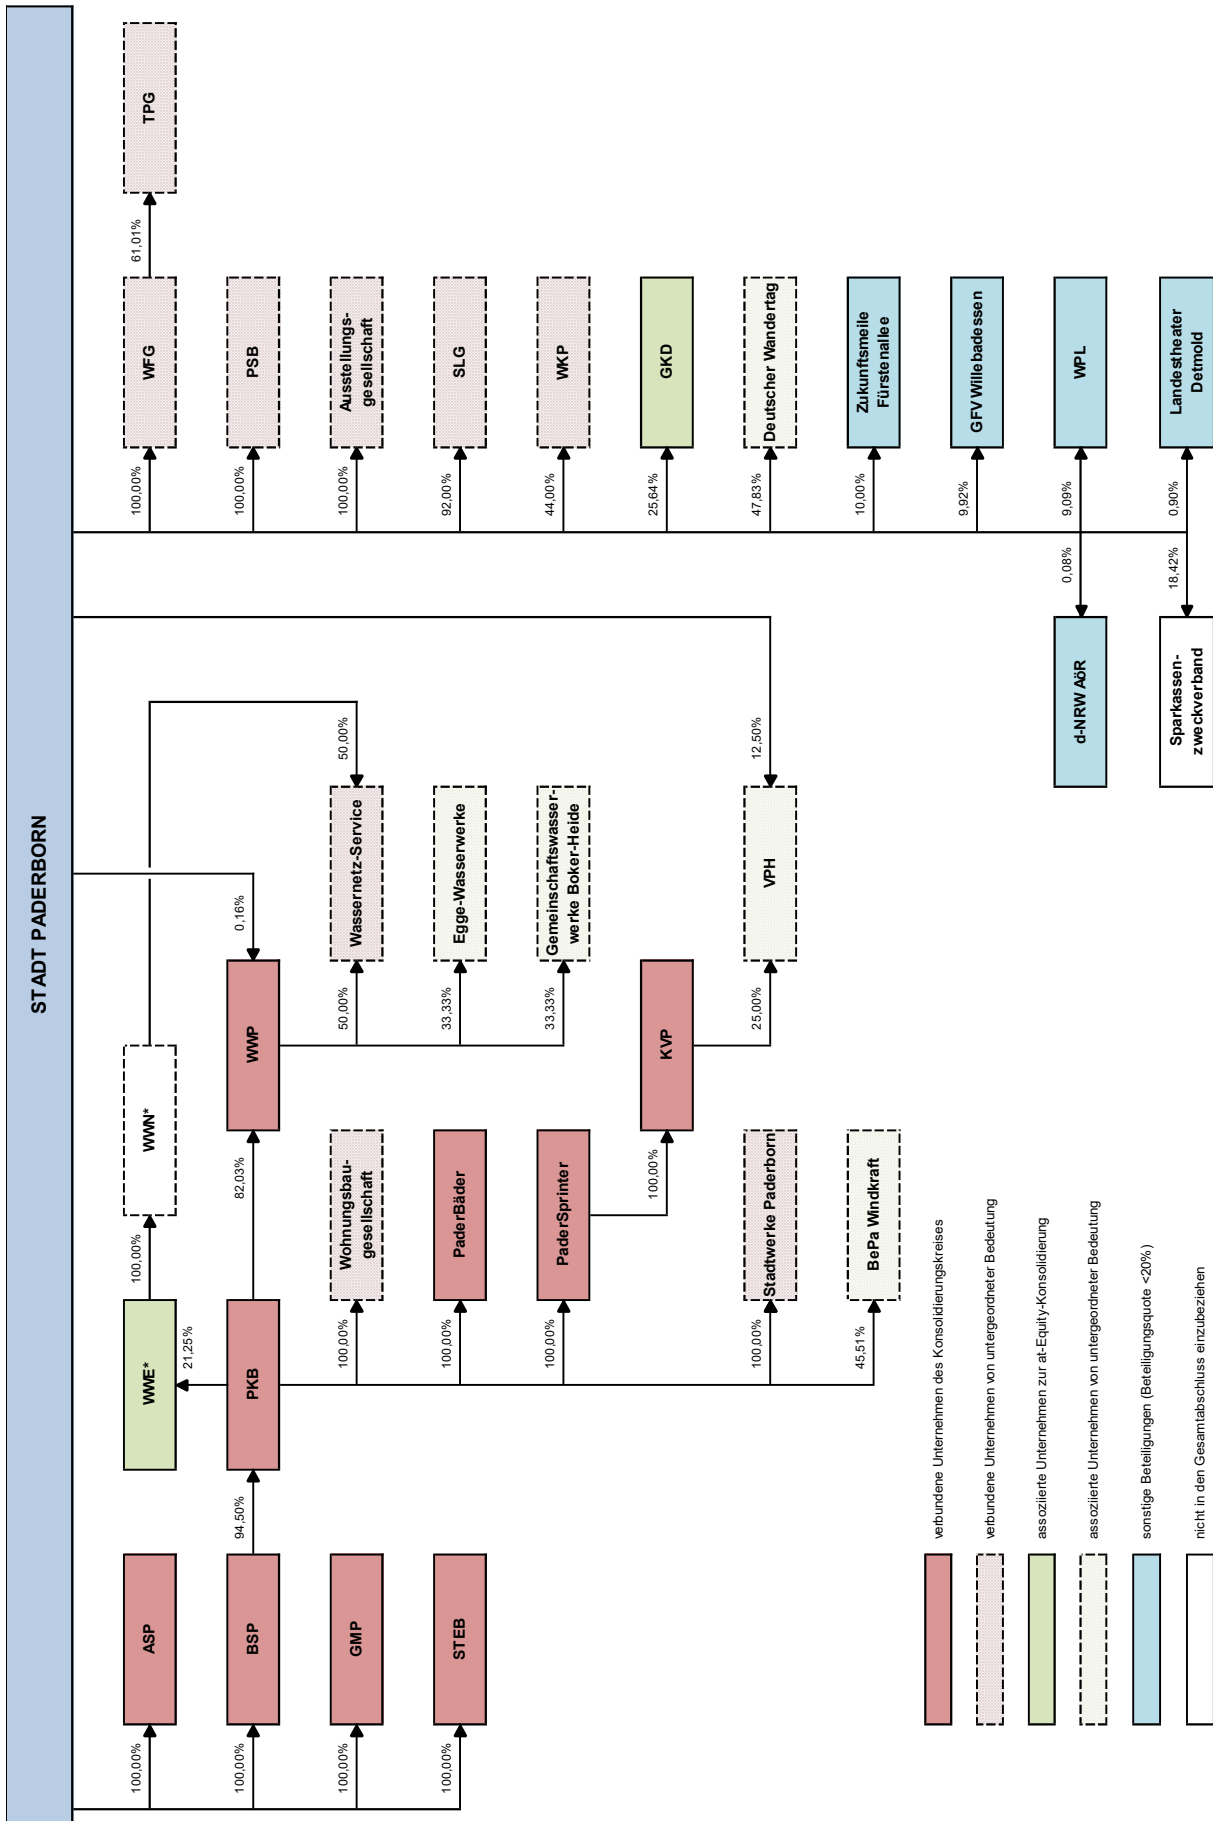 STADT PADERBORN
100,00%
ASP
100,00%
BSP
100,00%
GMP
100,00%
STEB
94,50%
WWE*
21,25%
PKB
100,00%
WWN*
82,03%
WWP
0,16%
100,00%
Wohnungsbau-
gesellschaft
100,00%
PaderBäder
100,00%
PaderSprinter
100,00%
KVP
100,00%
Stadtwerke Paderborn
45,51%
BePa Windkraft
50,00%
Wassernetz-Service
50,00%
33,33%
Egge-Wasserwerke
33,33%
Gemeinschaftswasser-
werke Boker-Heide
25,00%
VPH
12,50%
100,00%
WFG
61,01%
TPG
100,00%
PSB
100,00%
Ausstellungs-
gesellschaft
92,00%
SLG
44,00%
WKP
25,64%
GKD
47,83%
Deutscher Wandertag
10,00%
Zukunftsmeile
Fürstenallee
9,92%
GFV Willebadessen
0,08%
d-NRW AöR
9,09%
WPL
18,42%
Sparkassen-
zweckverband
0,90%
Landestheater
Detmold
verbundene Unternehmen des Konsolidierungskreises
verbundene Unternehmen von untergeordneter Bedeutung
assoziierte Unternehmen zur at-Equity-Konsolidierung
assoziierte Unternehmen von untergeordneter Bedeutung
sonstige Beteiligungen (Beteiligungsquote <20%)
nicht in den Gesamtabschluss einzubeziehen